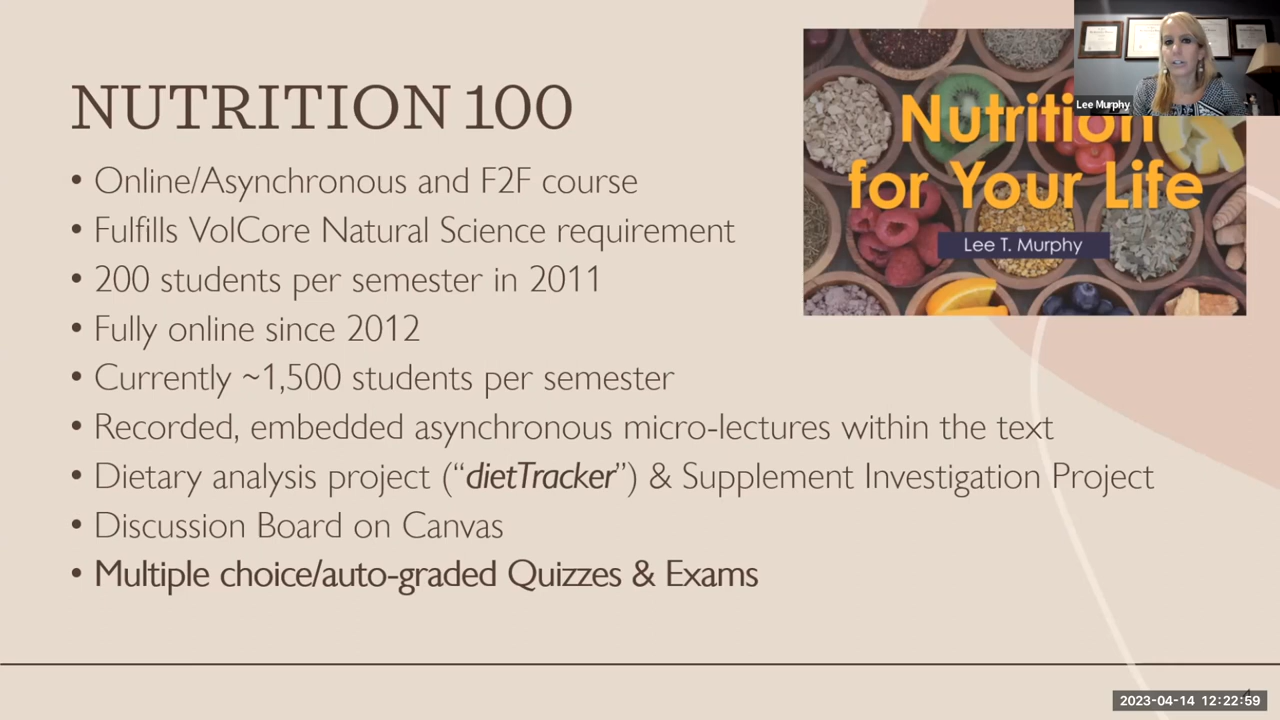 NUTRITION 100
• Online/Asynchronous and F2F course
• Fulfills VolCore Natural Science requirement
• 200 students per semester in 2011
• Fully online since 2012
• Currently ~1,500 students per semester
• Recorded, embedded asynchronous micro-lectures within the text
• Dietary analysis project (“dietTracker”) & Supplement Investigation Project
• Discussion Board on Canvas
• Multiple choice/auto-graded Quizzes & Exams
Nutrition
for Your Life
Lee T. Murphy
Lee Murphy
2023-04-14 12:22:59